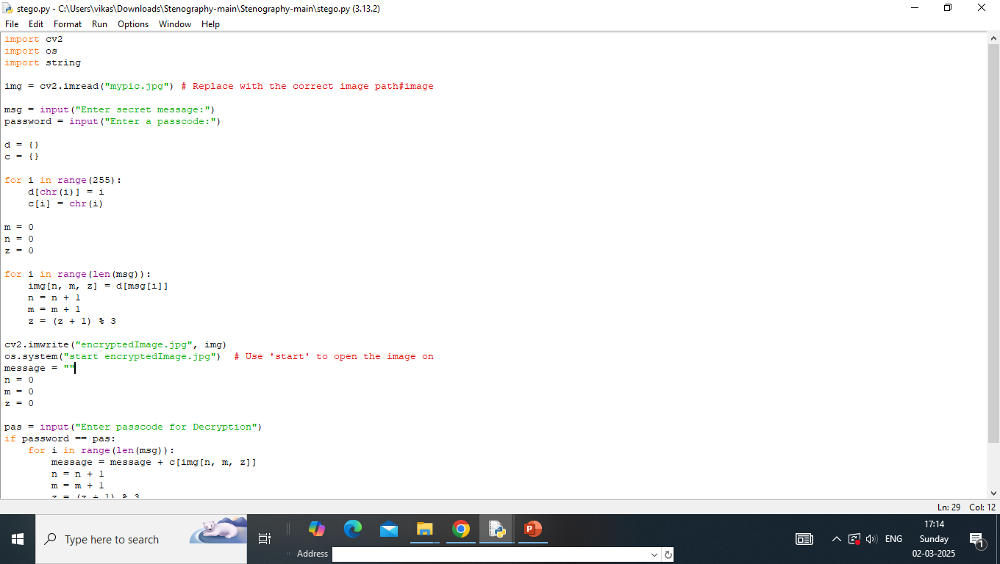 stego.py - C:\Users\vikas\Downloads\Stenography-main\Stenography-main\stego.py (3.13.2)
File Edit Format Run Options Window Help
import cv2
import os
import string

img = cv2.imread("mypic.jpg") # Replace with the correct image path#image

msg = input("Enter secret message:")
password = input("Enter a passcode:")

d = {}
c = {}

for i in range(255):
    d[chr(i)] = i
    c[i] = chr(i)

m = 0
n = 0
z = 0

for i in range(len(msg)):
    img[n, m, z] = d[msg[i]]
    n = n + 1
    m = m + 1
    z = (z + 1) % 3

cv2.imwrite("encryptedImage.jpg", img)
os.system("start encryptedImage.jpg")  # Use 'start' to open the image on
message = ""
n = 0
m = 0
z = 0

pas = input("Enter passcode for Decryption")
if password == pas:
    for i in range(len(msg)):
        message = message + c[img[n, m, z]]
        n = n + 1
        m = m + 1
        z = (z + 1) % 3
Ln: 29 Col: 12
Type here to search
Address
P
ENG
17:14
Sunday
02-03-2025
1